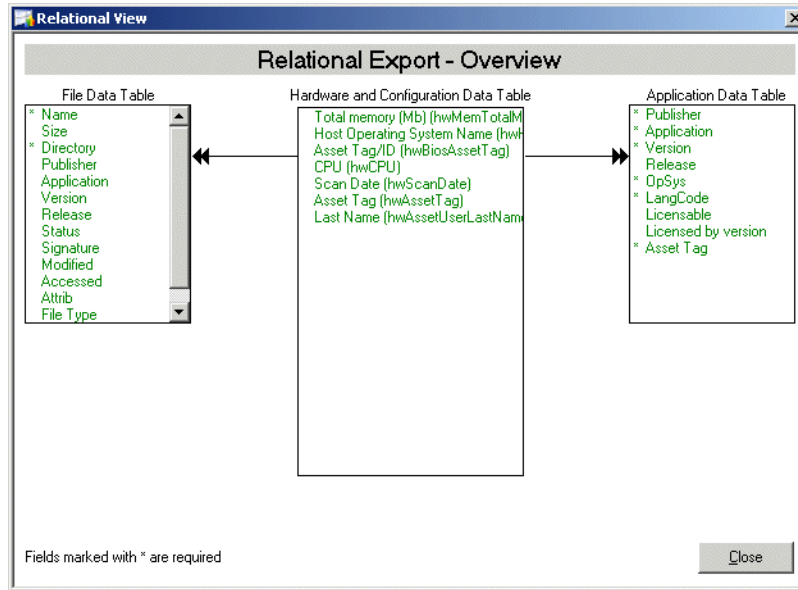 Relational View
Relational Export - Overview
File Data Table
* Name
Size
* Directory
Publisher
Application
Version
Release
Status
Signature
Modified
Accessed
Attrib
File Type
Hardware and Configuration Data Table
Total memory (Mb) (hwMemTotalM
Host Operating System Name (hwH
Asset Tag/ID (hwBiosAssetTag)
CPU (hwCPU)
Scan Date (hwScanDate)
Asset Tag (hwAssetTag)
Last Name (hwAssetUserLastName
Application Data Table
* Publisher
* Application
* Version
Release
* OpSys
* LangCode
Licensable
Licensed by version
* Asset Tag
Fields marked with * are required
Close